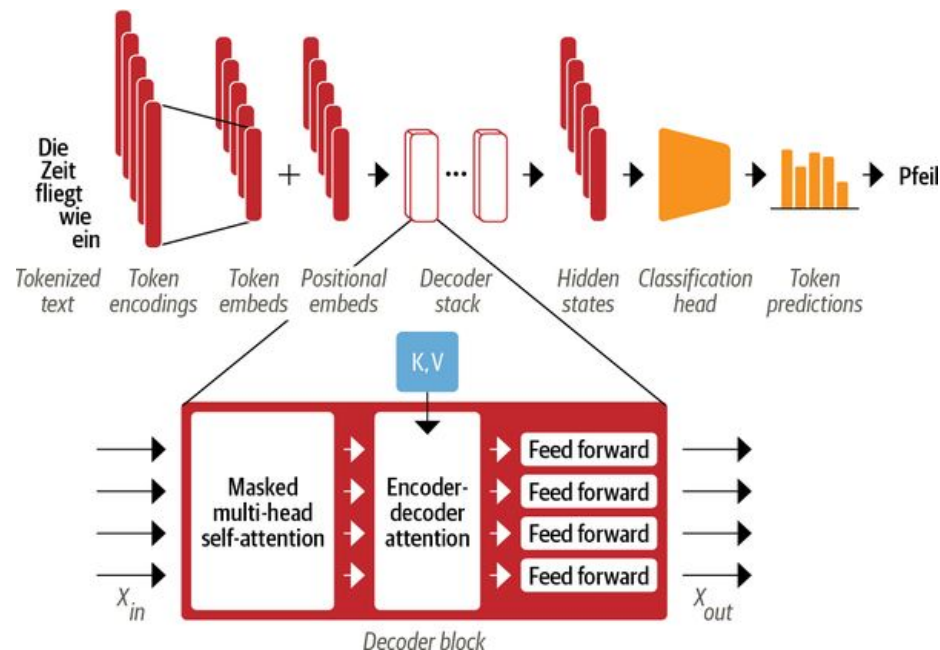 Die
Zeit
fliegt
wie
ein
+
...
Pfeil
Tokenized
text
Token
encodings
Token
embeds
Positional
embeds
Decoder
stack
Hidden
states
Classification
head
Token
predictions
K,V
Masked
multi-head
self-attention
Encoder-
decoder
attention
Feed forward
Feed forward
Feed forward
Feed forward
X in
X out
Decoder block